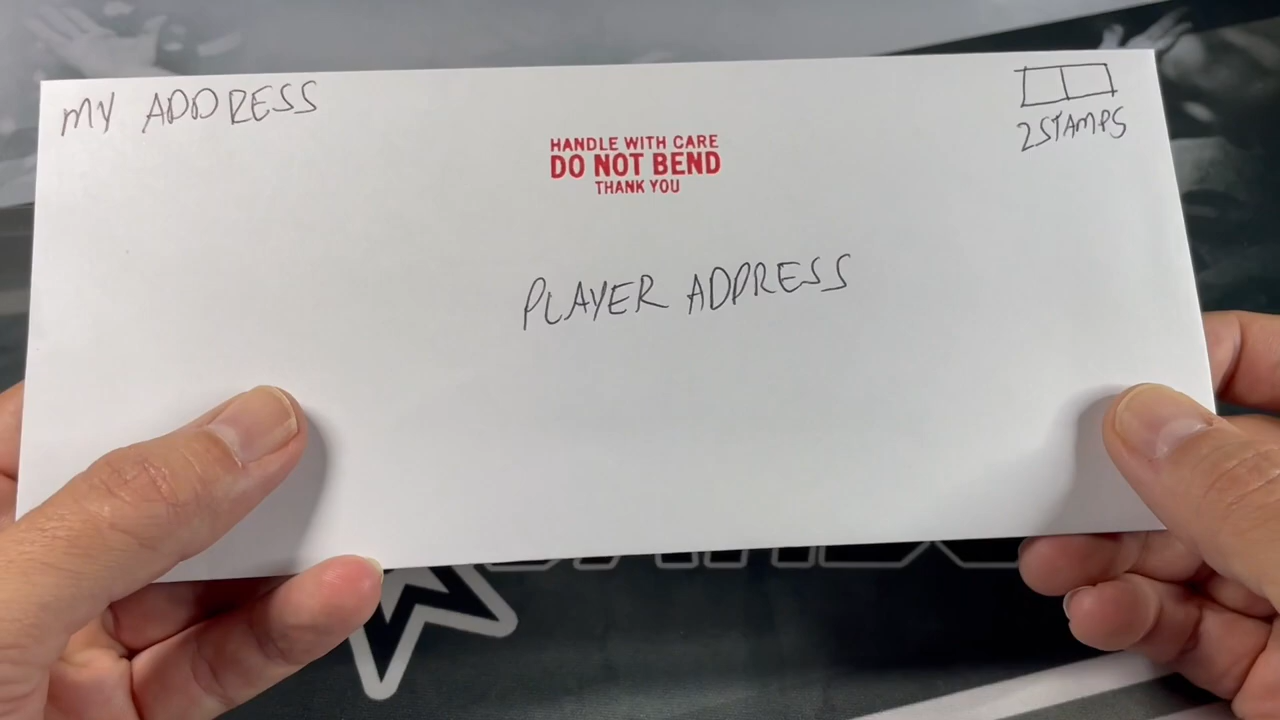 MY ADDRESS
HANDLE WITH CARE
DO NOT BEND
THANK YOU
2 STAMPS
PLAYER ADDRESS